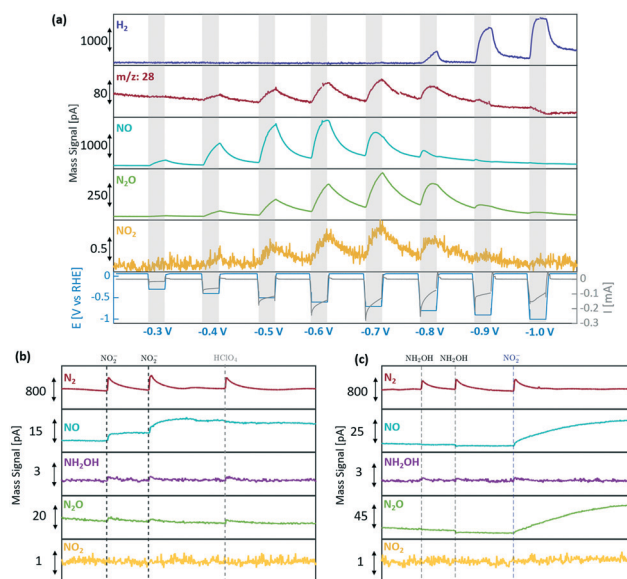 (a)
H₂
1000
m/z: 28
80
NO
1000
N₂O
250
NO₂
0.5
Mass Signal [pA]
E [V vs RHE]
0
-0.5
-1
I [mA]
0
-0.1
-0.2
-0.3
-0.3 V -0.4 V -0.5 V -0.6 V -0.7 V -0.8 V -0.9 V -1.0 V
(b)
NO₂⁻ NO₂⁻ HClO₄
N₂
800
NO
15
NH₂OH
3
N₂O
20
NO₂
1
Mass Signal [pA]
(c)
NH₂OH NH₂OH NO₂⁻
N₂
800
NO
25
NH₂OH
3
N₂O
45
NO₂
1
Mass Signal [pA]